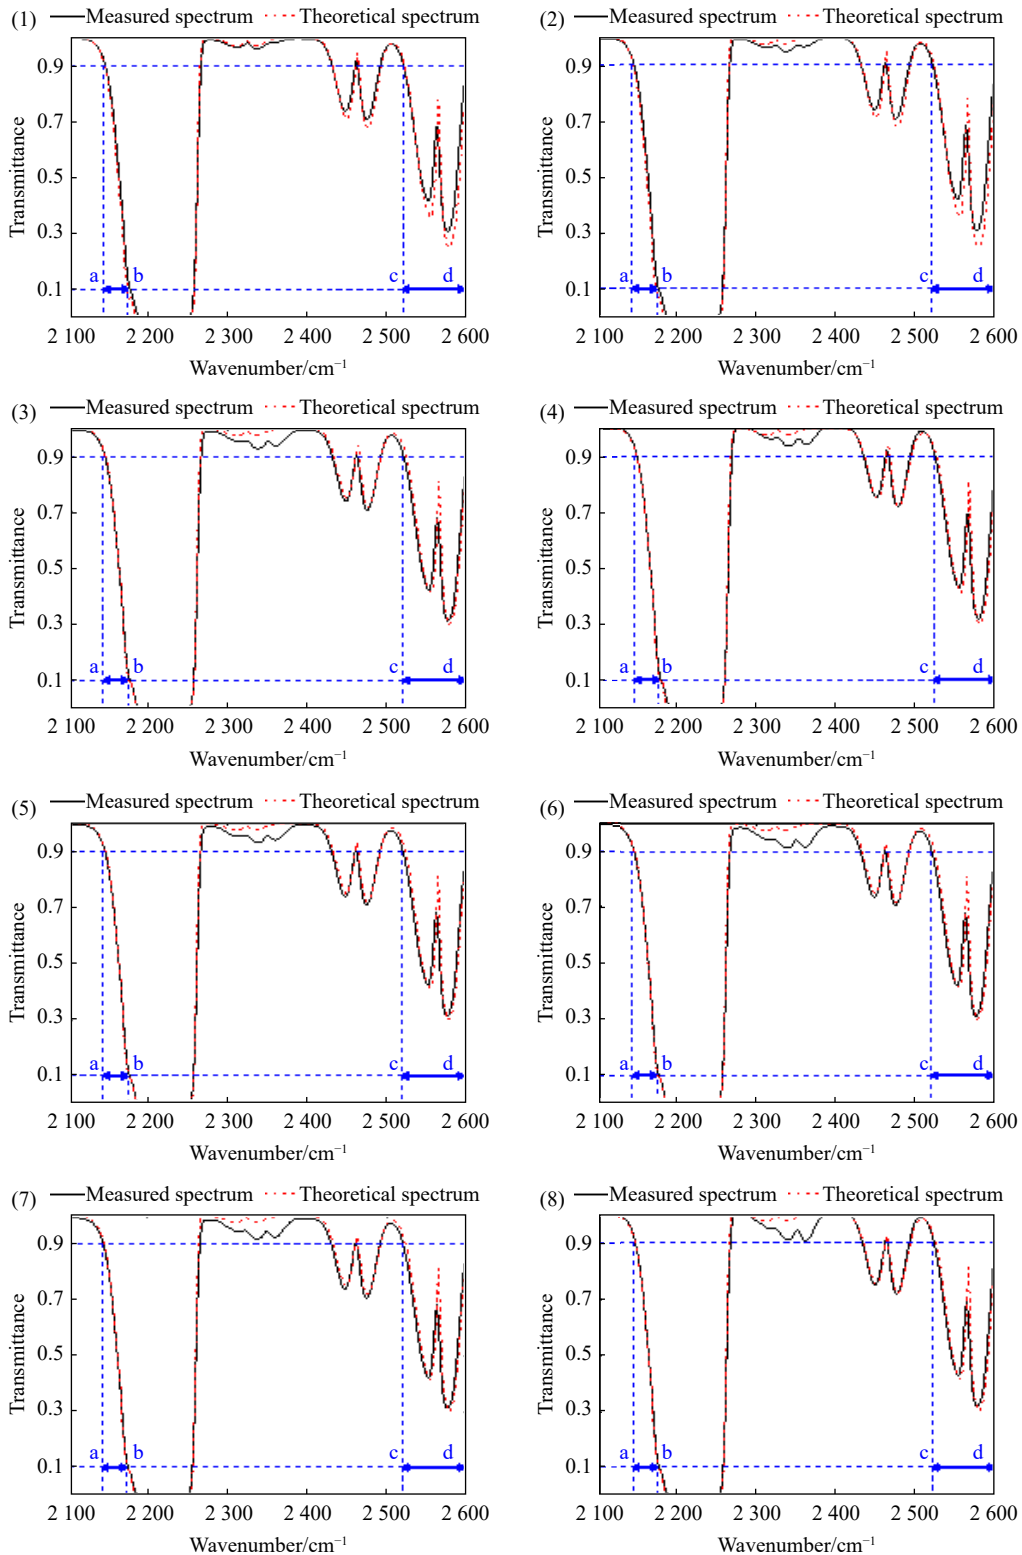 (1) Measured spectrum Theoretical spectrum
0.9
0.7
0.5
0.3
0.1
Transmittance
a b c d
2 100 2 200 2 300 2 400 2 500 2 600
Wavenumber/cm⁻¹
(2) Measured spectrum Theoretical spectrum
0.9
0.7
0.5
0.3
0.1
Transmittance
a b c d
2 100 2 200 2 300 2 400 2 500 2 600
Wavenumber/cm⁻¹
(3) Measured spectrum Theoretical spectrum
0.9
0.7
0.5
0.3
0.1
Transmittance
a b c d
2 100 2 200 2 300 2 400 2 500 2 600
Wavenumber/cm⁻¹
(4) Measured spectrum Theoretical spectrum
0.9
0.7
0.5
0.3
0.1
Transmittance
a b c d
2 100 2 200 2 300 2 400 2 500 2 600
Wavenumber/cm⁻¹
(5) Measured spectrum Theoretical spectrum
0.9
0.7
0.5
0.3
0.1
Transmittance
a b c d
2 100 2 200 2 300 2 400 2 500 2 600
Wavenumber/cm⁻¹
(6) Measured spectrum Theoretical spectrum
0.9
0.7
0.5
0.3
0.1
Transmittance
a b c d
2 100 2 200 2 300 2 400 2 500 2 600
Wavenumber/cm⁻¹
(7) Measured spectrum Theoretical spectrum
0.9
0.7
0.5
0.3
0.1
Transmittance
a b c d
2 100 2 200 2 300 2 400 2 500 2 600
Wavenumber/cm⁻¹
(8) Measured spectrum Theoretical spectrum
0.9
0.7
0.5
0.3
0.1
Transmittance
a b c d
2 100 2 200 2 300 2 400 2 500 2 600
Wavenumber/cm⁻¹